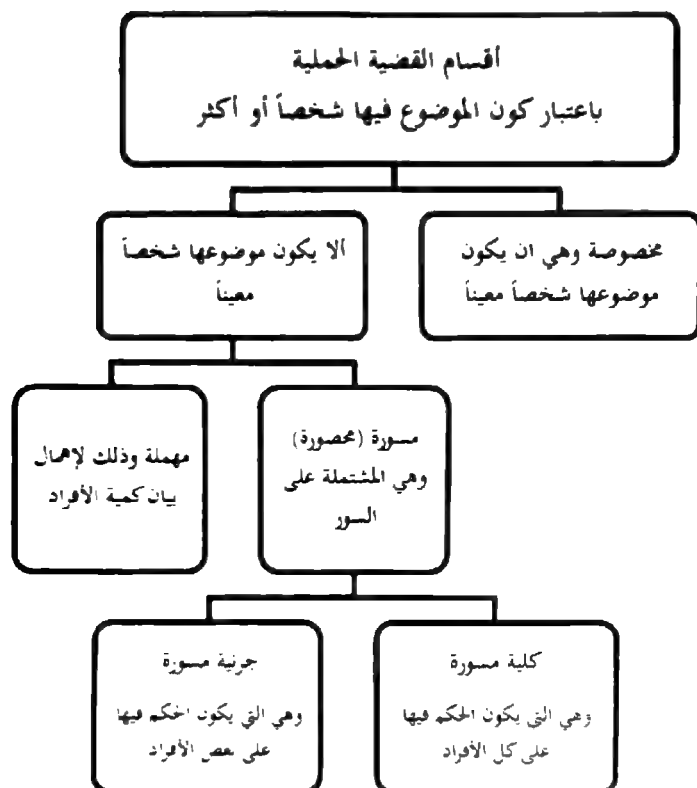 أقسام القضية الحملية
باعتبار كون الموضوع فيها شخصاً أو أكثر
مخصوصة وهي ان يكون
موضوعها شخصاً معيناً
ألا يكون موضوعها شخصاً
معيناً
مسورة (محصورة)
وهي المشتملة على
السور
مهملة وذلك لإهمال
بيان كمية الأفراد
كلية مسورة
وهي التي يكون الحكم فيها
على كل الأفراد
جزئية مسورة
وهي التي يكون الحكم فيها
على بعض الأفراد